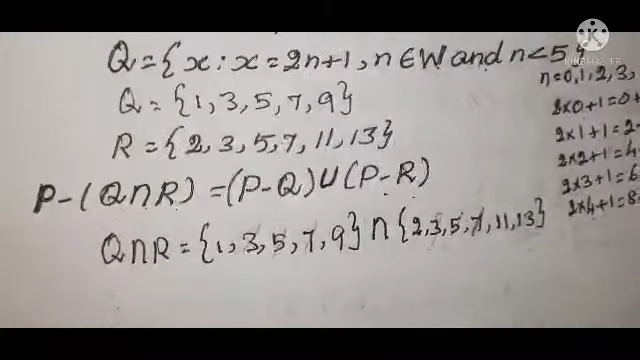 Q = {x : x = 2n+1, n ∈ W and n < 5}
n=0,1,2,3,
Q = {1, 3, 5, 7, 9}
2×0+1=0+
R = {2, 3, 5, 7, 11, 13}
2×1+1=2+
2×2+1=4
P-(Q∩R) = (P-Q)∪(P-R)
2×3+1=6
2×4+1=8
Q∩R = {1, 3, 5, 7, 9} ∩ {2, 3, 5, 7, 11, 13}
KINEMASTER